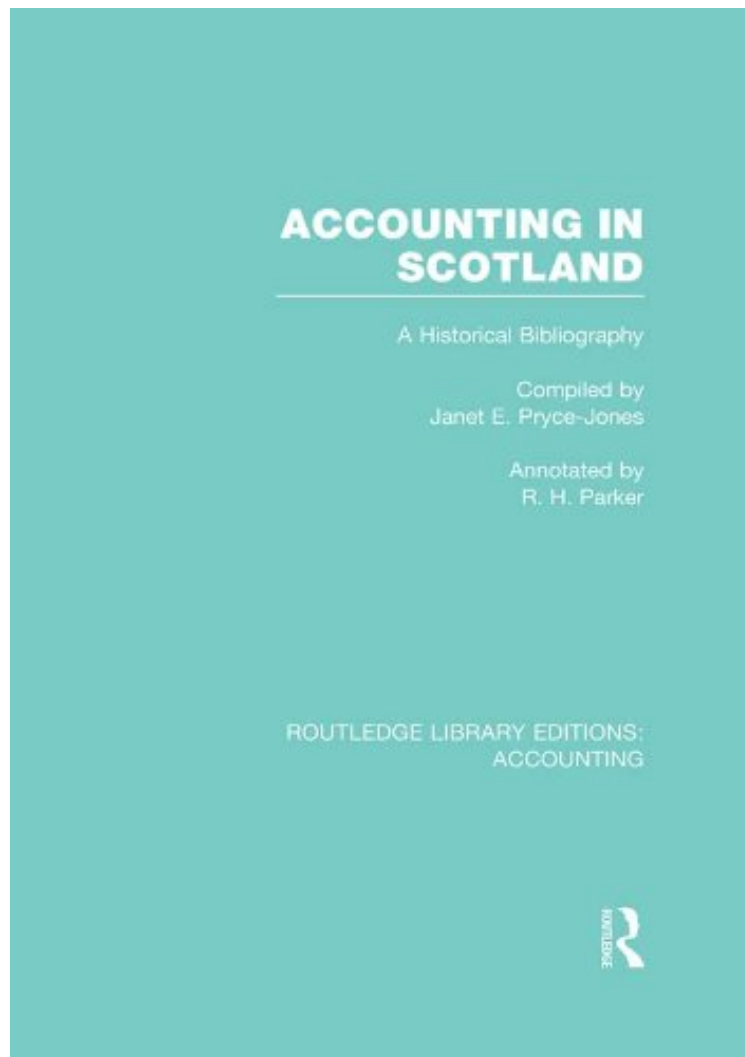 ACCOUNTING IN
SCOTLAND
A Historical Bibliography
Compiled by
Janet E. Pryce-Jones
Annotated by
R. H. Parker
ROUTLEDGE LIBRARY EDITIONS:
ACCOUNTING
ROUTLEDGE